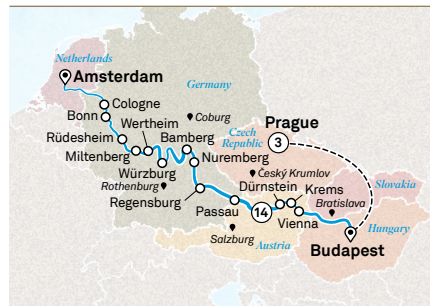 Netherlands
Amsterdam
Germany
Cologne
Bonn
Coburg
Wertheim
Bamberg
Prague
Rüdesheim
Czech
Republic
3
Miltenberg
Nuremberg
Würzburg
Český Krumlov
Rothenburg
Dürnstein
Krems
Slovakia
Regensburg
Bratislava
Passau
14
Vienna
Salzburg
Austria
Hungary
Budapest